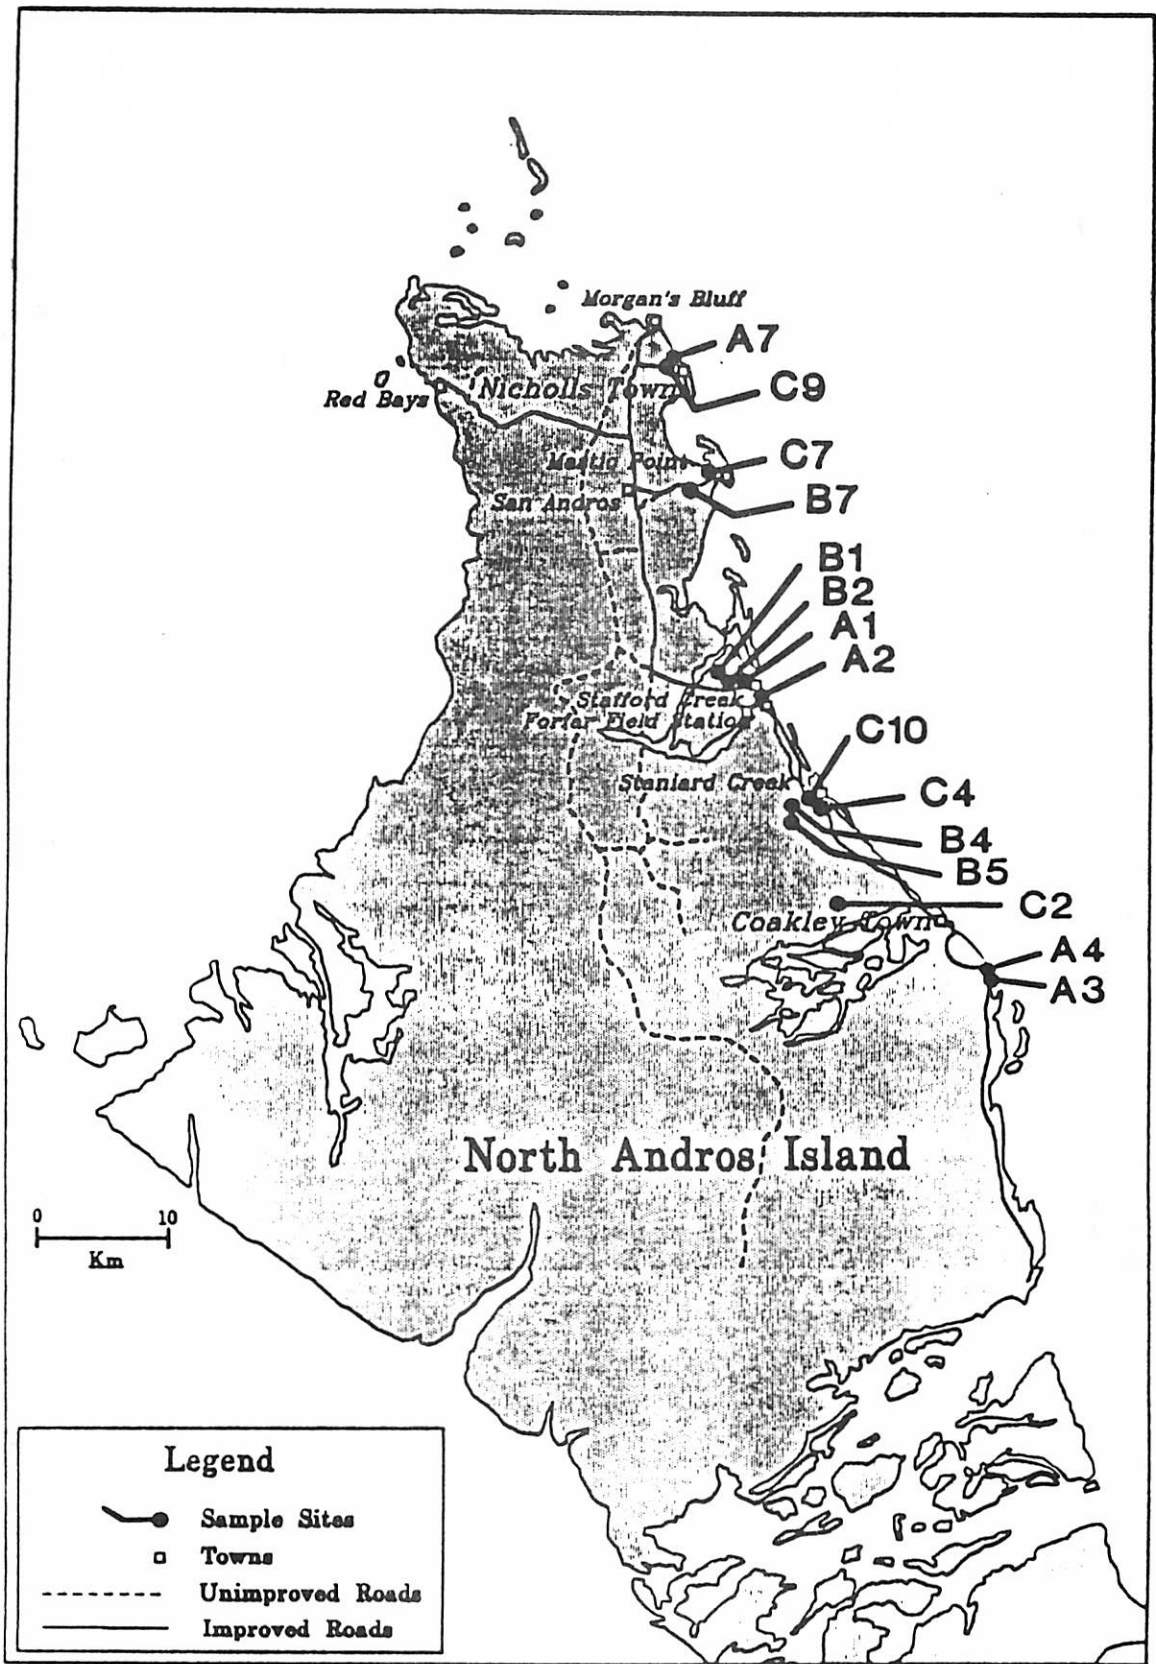 Morgan's Bluff
A7
Nicholls Town
C9
Red Bays
Mastic Point
C7
San Andros
B7
B1
B2
A1
A2
Stafford Creek
Forfar Field Station
C10
Staniard Creek
C4
B4
B5
C2
Coakley Town
A4
A3
North Andros Island
0 10
Km
Legend
Sample Sites
Towns
Unimproved Roads
Improved Roads